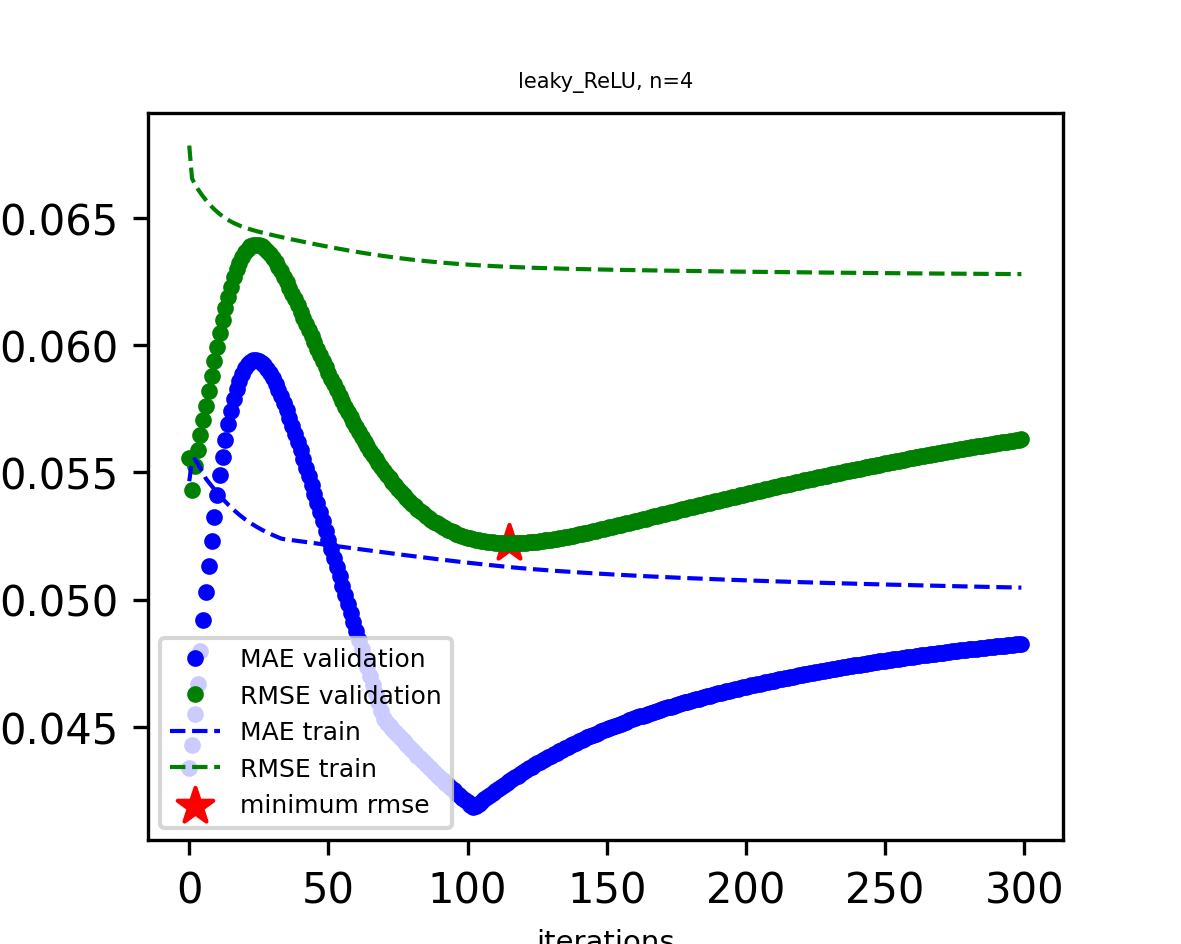 leaky_ReLU, n=4
0.065
0.060
0.055
0.050
0.045
MAE validation
RMSE validation
MAE train
RMSE train
minimum rmse
0 50 100 150 200 250 300
iterations